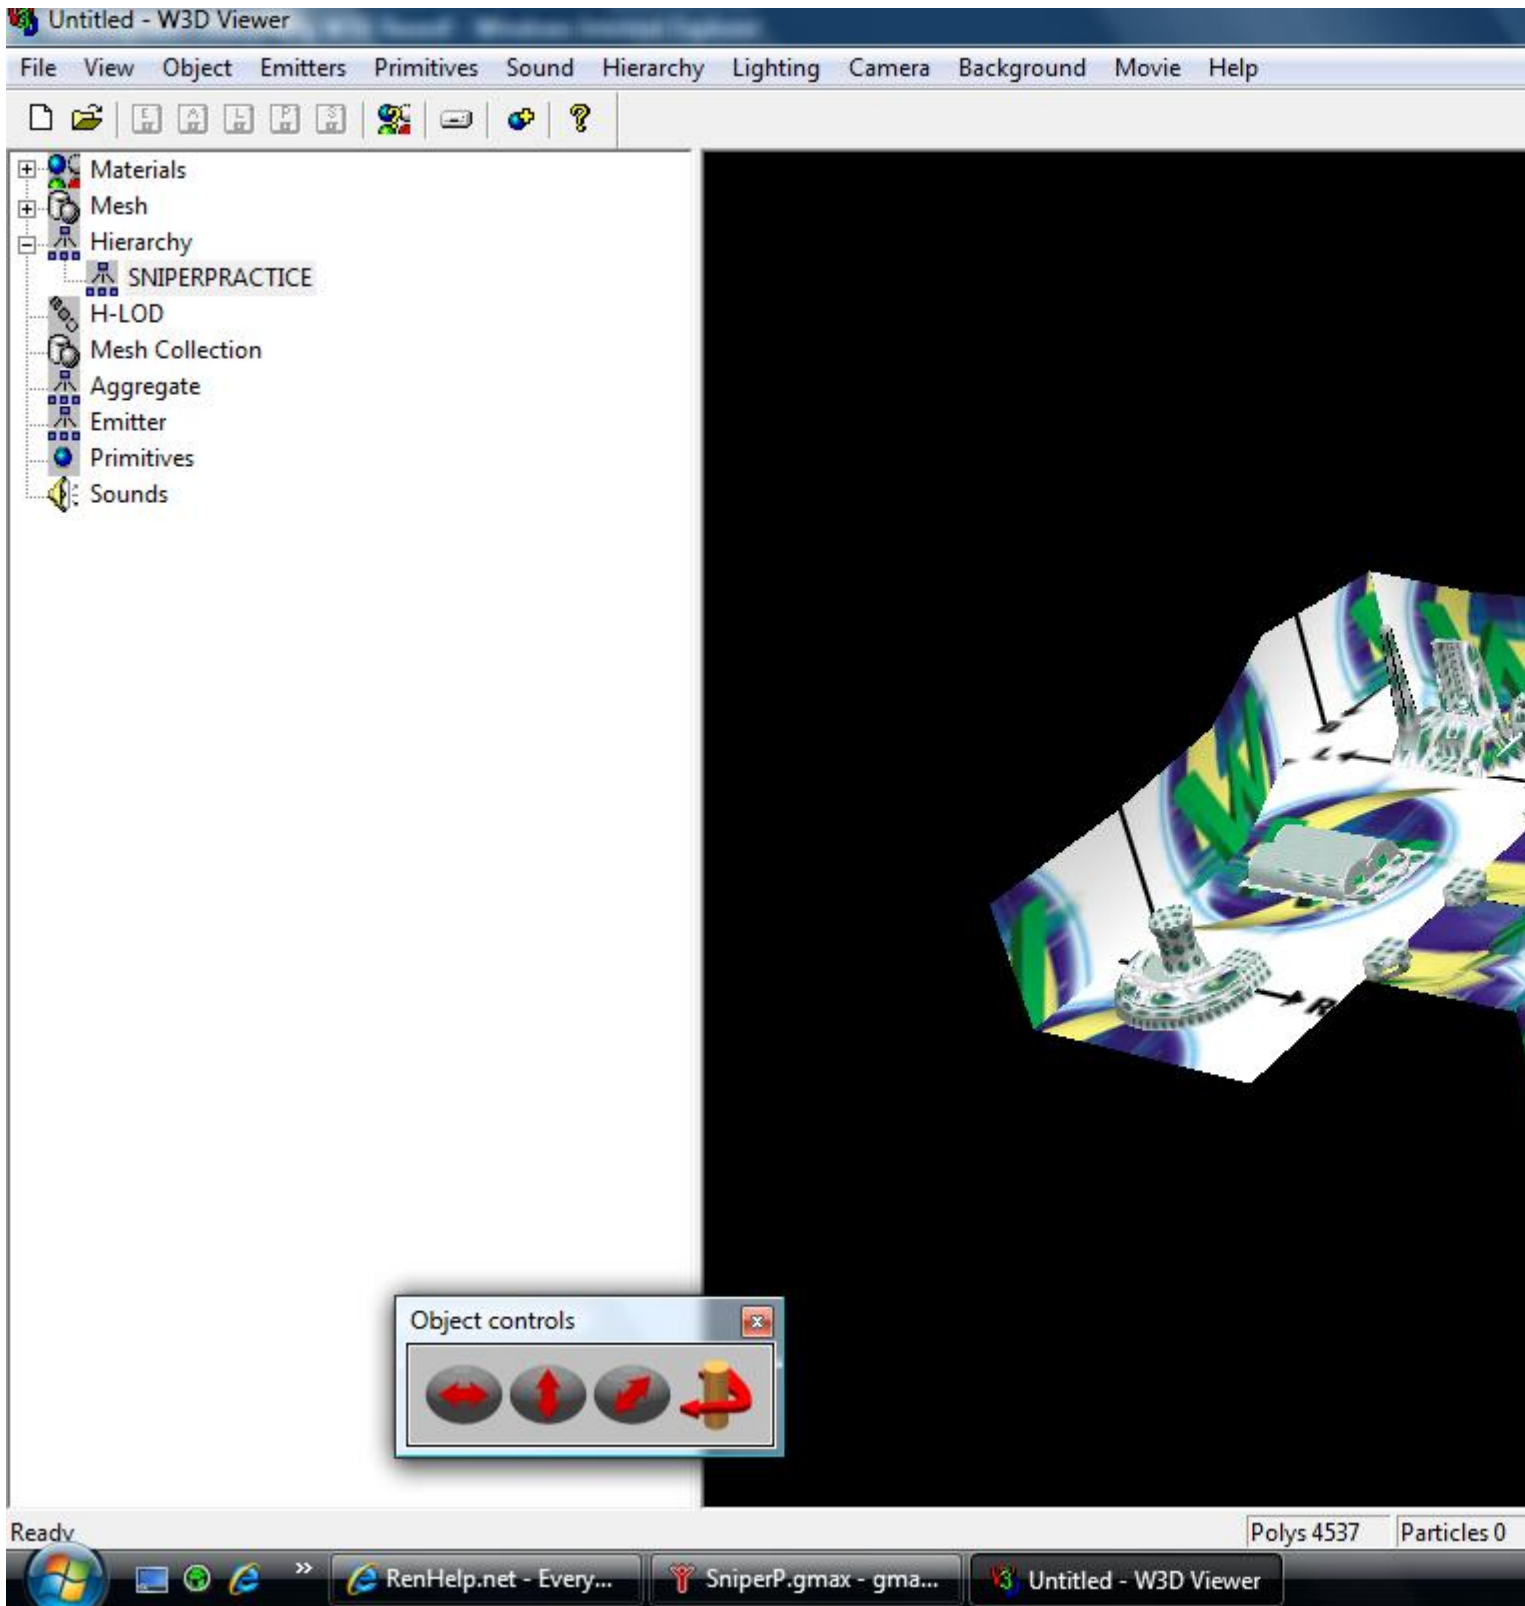 Untitled - W3D Viewer
File View Object Emitters Primitives Sound Hierarchy Lighting Camera Background Movie Help
Materials
Mesh
Hierarchy
SNIPERPRACTICE
H-LOD
Mesh Collection
Aggregate
Emitter
Primitives
Sounds
L
W
R
Object controls
Ready
Polys 4537
Particles 0
RenHelp.net - Every...
SniperP.gmax - gma...
Untitled - W3D Viewer